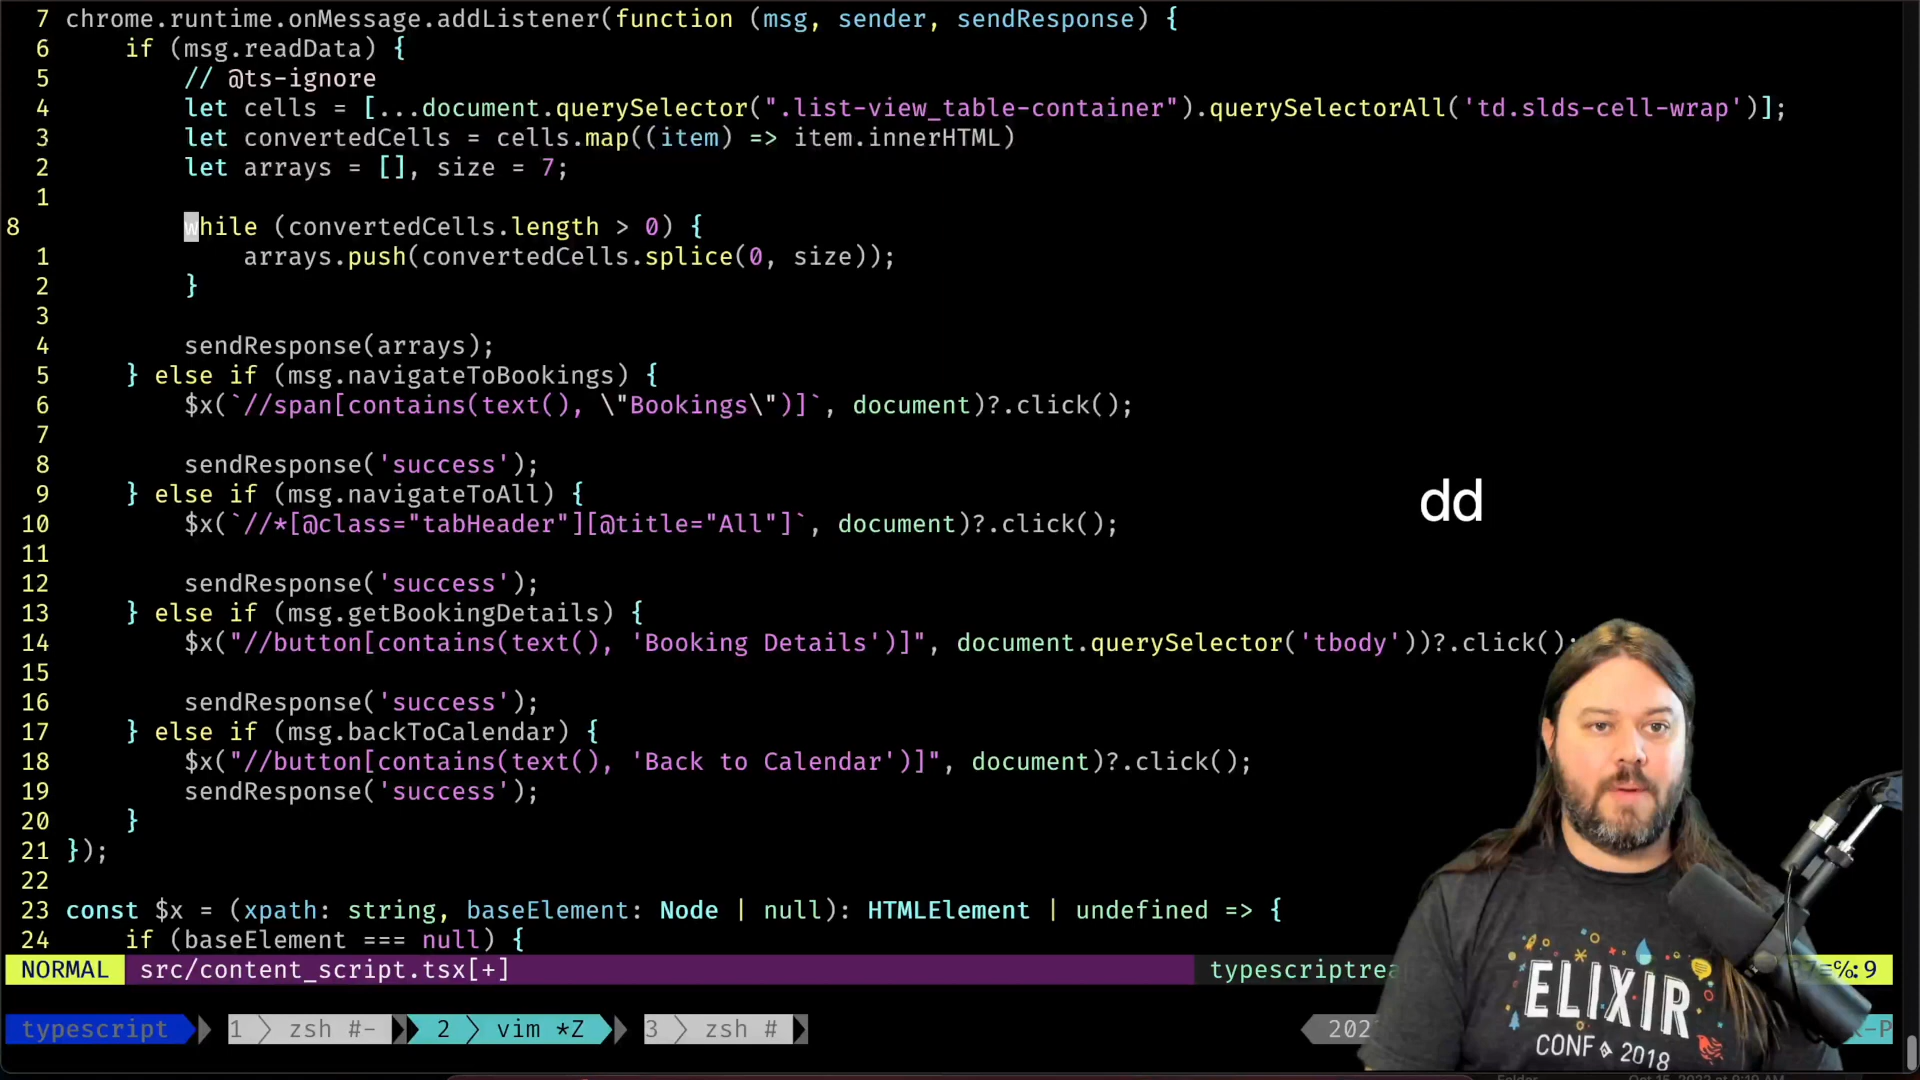 7 chrome.runtime.onMessage.addListener(function (msg, sender, sendResponse) {
6     if (msg.readData) {
5         // @ts-ignore
4         let cells = [...document.querySelector(".list-view_table-container").querySelectorAll('td.slds-cell-wrap')];
3         let convertedCells = cells.map((item) => item.innerHTML)
2         let arrays = [], size = 7;
1
8         while (convertedCells.length > 0) {
1             arrays.push(convertedCells.splice(0, size));
2         }
3
4         sendResponse(arrays);
5     } else if (msg.navigateToBookings) {
6         $x(`//span[contains(text(), \"Bookings\")]`, document)?.click();
7
8         sendResponse('success');
9     } else if (msg.navigateToAll) {
10         $x(`//*[@class="tabHeader"][@title="All"]`, document)?.click();
11
12         sendResponse('success');
13     } else if (msg.getBookingDetails) {
14         $x("//button[contains(text(), 'Booking Details')]", document.querySelector('tbody'))?.click();
15
16         sendResponse('success');
17     } else if (msg.backToCalendar) {
18         $x("//button[contains(text(), 'Back to Calendar')]", document)?.click();
19         sendResponse('success');
20     }
21 });
22
23 const $x = (xpath: string, baseElement: Node | null): HTMLElement | undefined => {
24     if (baseElement === null) {
dd
NORMAL src/content_script.tsx[+] typescriptrea ℅:9
typescript 1 zsh #- 2 vim *Z 3 zsh # 202 -P
ELIXIR
CONF 2018